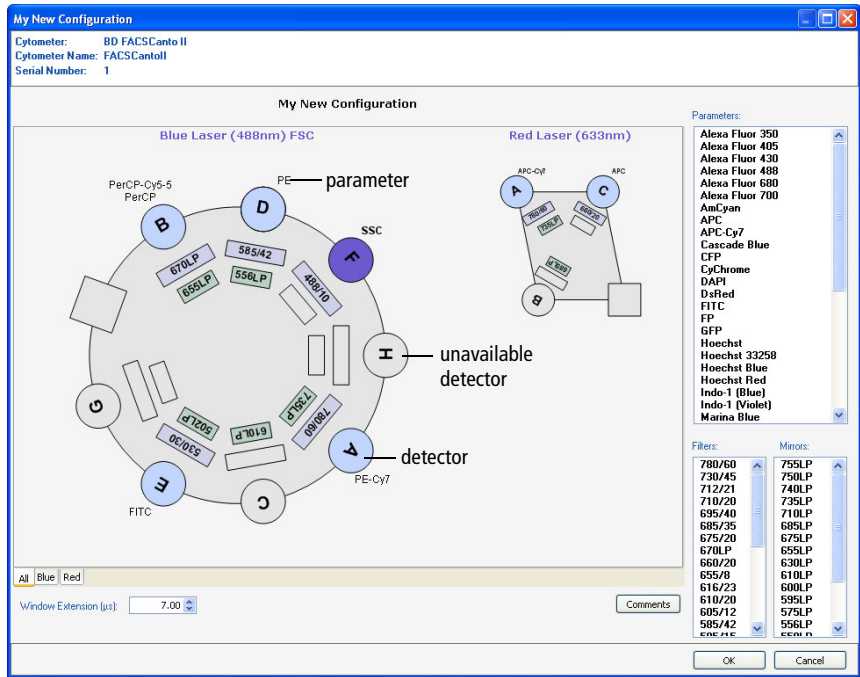 My New Configuration
Cytometer: BD FACSCanto II
Cytometer Name: FACSCantoII
Serial Number: 1
My New Configuration
Blue Laser (488nm) FSC
Red Laser (633nm)
PerCP-Cy5-5
PerCP
PE
parameter
SSC
B
D
F
670LP
655LP
585/42
556LP
488/10
H
unavailable
detector
G
502LP
530/30
610LP
735LP
780/60
A
detector
PE-Cy7
E
FITC
C
APC-Cy7
APC
A
C
780/60
755LP
660/20
685LP
B
Parameters:
Alexa Fluor 350
Alexa Fluor 405
Alexa Fluor 430
Alexa Fluor 488
Alexa Fluor 680
Alexa Fluor 700
AmCyan
APC
APC-Cy7
Cascade Blue
CFP
CyChrome
DAPI
DsRed
FITC
FP
GFP
Hoechst
Hoechst 33258
Hoechst Blue
Hoechst Red
Indo-1 (Blue)
Indo-1 (Violet)
Marina Blue
Filters:
780/60
730/45
712/21
710/20
695/40
685/35
675/20
670LP
660/20
655/8
616/23
610/20
605/12
585/42
Mirrors:
755LP
750LP
740LP
735LP
710LP
685LP
675LP
655LP
630LP
610LP
600LP
595LP
575LP
556LP
All Blue Red
Window Extension (µs): 7.00
Comments
OK
Cancel